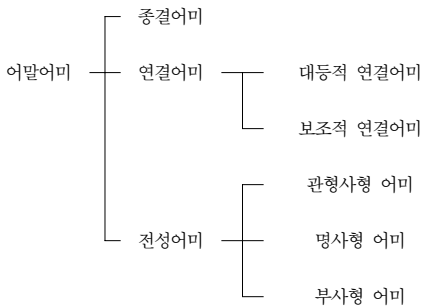 종결어미
어말어미 연결어미 대등적 연결어미
보조적 연결어미
관형사형 어미
전성어미 명사형 어미
부사형 어미